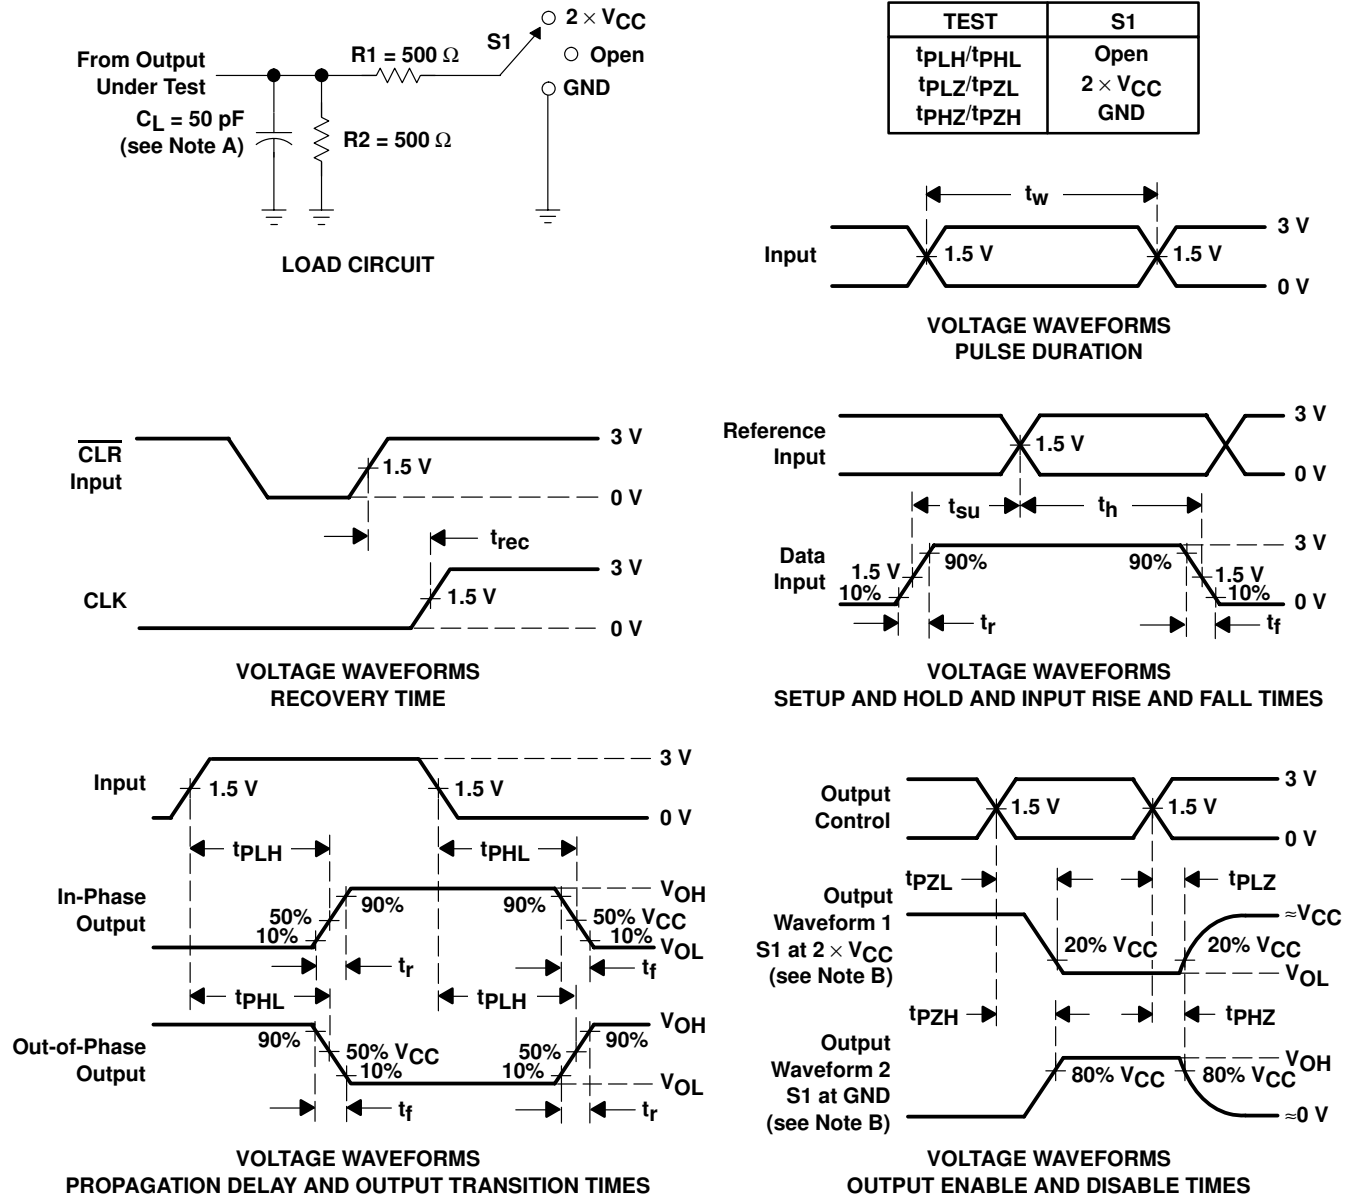 2 × VCC
S1
Open
GND
From Output
Under Test
R1 = 500 Ω
CL = 50 pF
(see Note A)
R2 = 500 Ω
LOAD CIRCUIT
TEST S1
tPLH/tPHL Open
tPLZ/tPZL 2 × VCC
tPHZ/tPZH GND
tw
Input
1.5 V
1.5 V
3 V
0 V
VOLTAGE WAVEFORMS
PULSE DURATION
CLR
Input
1.5 V
3 V
0 V
trec
CLK
1.5 V
3 V
0 V
VOLTAGE WAVEFORMS
RECOVERY TIME
Reference
Input
1.5 V
3 V
0 V
tsu
th
Data
Input
1.5 V
10%
90%
90%
1.5 V
10%
3 V
0 V
tr
tf
VOLTAGE WAVEFORMS
SETUP AND HOLD AND INPUT RISE AND FALL TIMES
Input
1.5 V
1.5 V
3 V
0 V
tPLH
tPHL
In-Phase
Output
50%
10%
90%
90%
50% VCC
10%
VOH
VOL
tr
tf
tPHL
tPLH
Out-of-Phase
Output
90%
50% VCC
10%
50%
10%
90%
VOH
VOL
tf
tr
VOLTAGE WAVEFORMS
PROPAGATION DELAY AND OUTPUT TRANSITION TIMES
Output
Control
1.5 V
1.5 V
3 V
0 V
tPZL
tPLZ
Output
Waveform 1
S1 at 2 × VCC
(see Note B)
20% VCC
20% VCC
≈VCC
VOL
tPZH
tPHZ
Output
Waveform 2
S1 at GND
(see Note B)
80% VCC
80% VCC
VOH
≈0 V
VOLTAGE WAVEFORMS
OUTPUT ENABLE AND DISABLE TIMES